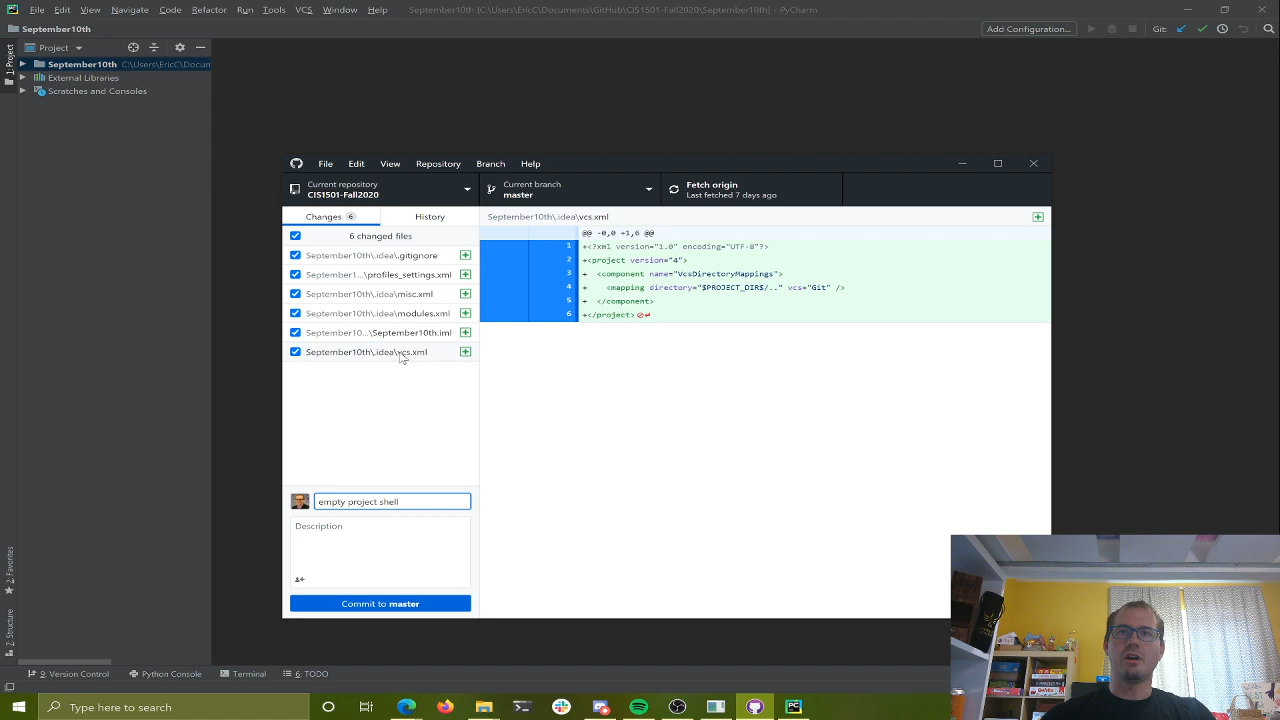 File Edit View Navigate Code Refactor Run Tools VCS Window Help September10th [C:\Users\EricC\Documents\GitHub\CIS1501-Fall2020\September10th] - PyCharm
September10th
Add Configuration...
Git:
1: Project
Project
September10th C:\Users\EricC\Docum
External Libraries
Scratches and Consoles
File Edit View Repository Branch Help
Current repository
CIS1501-Fall2020
Current branch
master
Fetch origin
Last fetched 7 days ago
Changes 6
History
September10th\.idea\vcs.xml
6 changed files
September10th\.idea\.gitignore
September1...\profiles_settings.xml
September10th\.idea\misc.xml
September10th\.idea\modules.xml
September10...\September10th.iml
September10th\.idea\vcs.xml
@@ -0,0 +1,6 @@
1 +<?xml version="1.0" encoding="UTF-8"?>
2 +<project version="4">
3 + <component name="VcsDirectoryMappings">
4 + <mapping directory="$PROJECT_DIR$/.." vcs="Git" />
5 + </component>
6 +</project>
empty project shell
Description
Commit to master
2: Favorites
7: Structure
9: Version Control
Python Console
Terminal
6: TODO
Type here to search